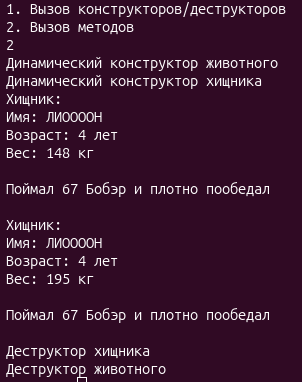 1. Вызов конструкторов/деструкторов
2. Вызов методов
2
Динамический конструктор животного
Динамический конструктор хищника
Хищник:
Имя: ЛИООООН
Возраст: 4 лет
Вес: 148 кг
Поймал 67 Бобэр и плотно пообедал
Хищник:
Имя: ЛИООООН
Возраст: 4 лет
Вес: 195 кг
Поймал 67 Бобэр и плотно пообедал
Деструктор хищника
Деструктор животного